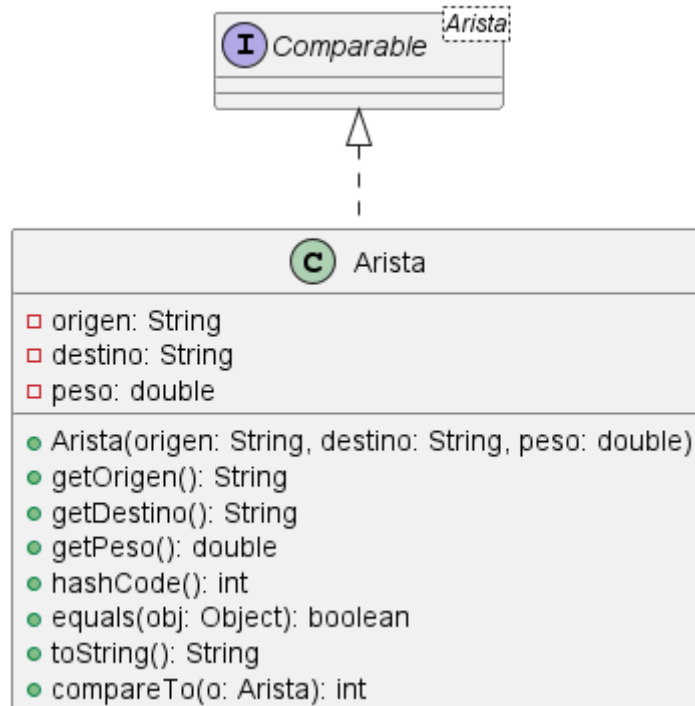 Arista
I Comparable
C Arista
origen: String
destino: String
peso: double
Arista(origen: String, destino: String, peso: double)
getOrigen(): String
getDestino(): String
getPeso(): double
hashCode(): int
equals(obj: Object): boolean
toString(): String
compareTo(o: Arista): int